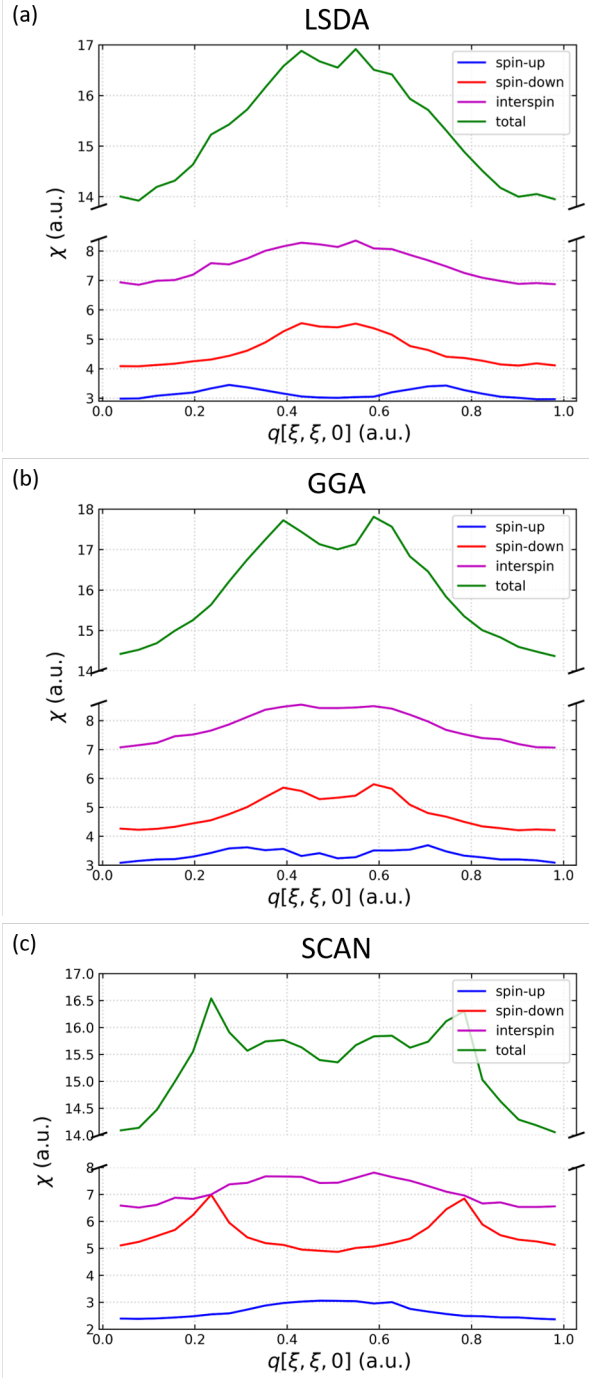 (a)
LSDA
17
16
15
14
8
7
6
5
4
3
χ (a.u.)
spin-up
spin-down
interspin
total
0.0 0.2 0.4 0.6 0.8 1.0
q[ξ, ξ, 0] (a.u.)
(b)
GGA
18
17
16
15
14
8
7
6
5
4
3
χ (a.u.)
spin-up
spin-down
interspin
total
0.0 0.2 0.4 0.6 0.8 1.0
q[ξ, ξ, 0] (a.u.)
(c)
SCAN
17.0
16.5
16.0
15.5
15.0
14.5
14.0
8
7
6
5
4
3
2
χ (a.u.)
spin-up
spin-down
interspin
total
0.0 0.2 0.4 0.6 0.8 1.0
q[ξ, ξ, 0] (a.u.)